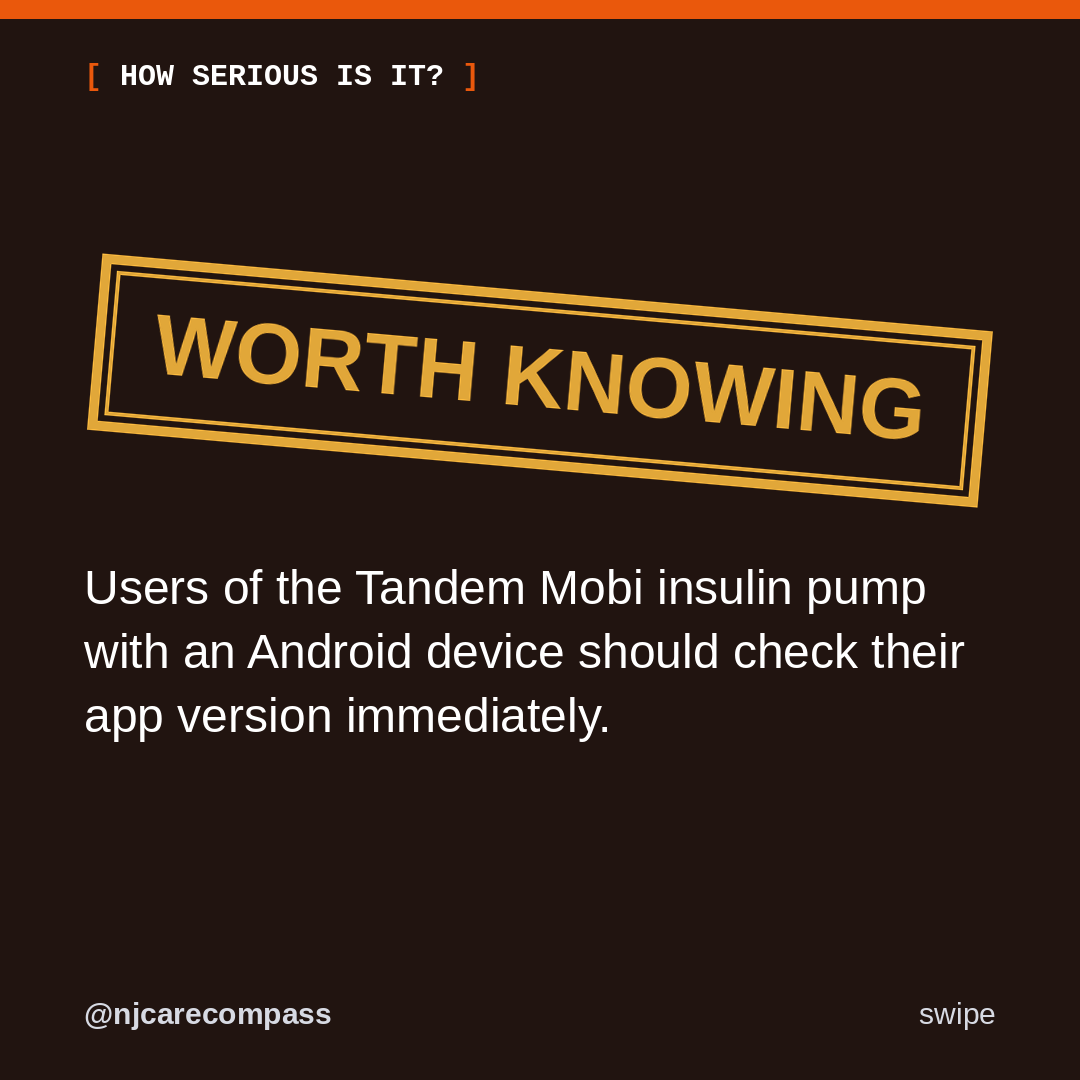 [ HOW SERIOUS IS IT? ]
WORTH KNOWING
Users of the Tandem Mobi insulin pump
with an Android device should check their
app version immediately.
@njcarecompass
swipe